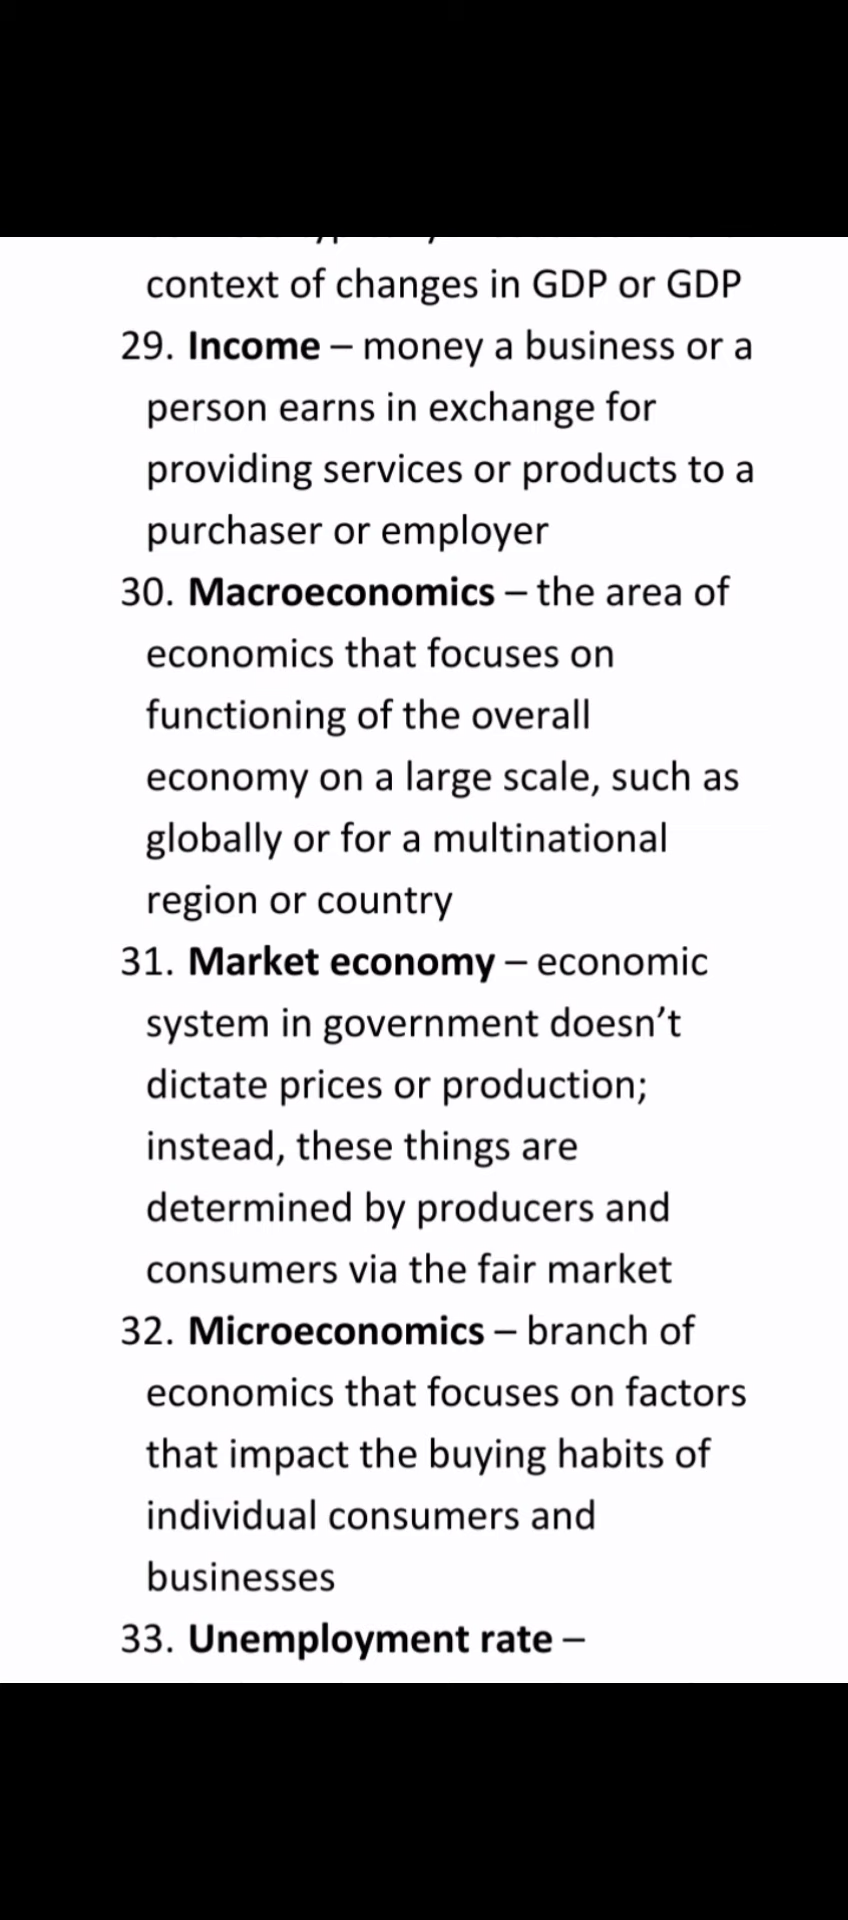 context of changes in GDP or GDP
29. Income – money a business or a
person earns in exchange for
providing services or products to a
purchaser or employer
30. Macroeconomics – the area of
economics that focuses on
functioning of the overall
economy on a large scale, such as
globally or for a multinational
region or country
31. Market economy – economic
system in government doesn’t
dictate prices or production;
instead, these things are
determined by producers and
consumers via the fair market
32. Microeconomics – branch of
economics that focuses on factors
that impact the buying habits of
individual consumers and
businesses
33. Unemployment rate –